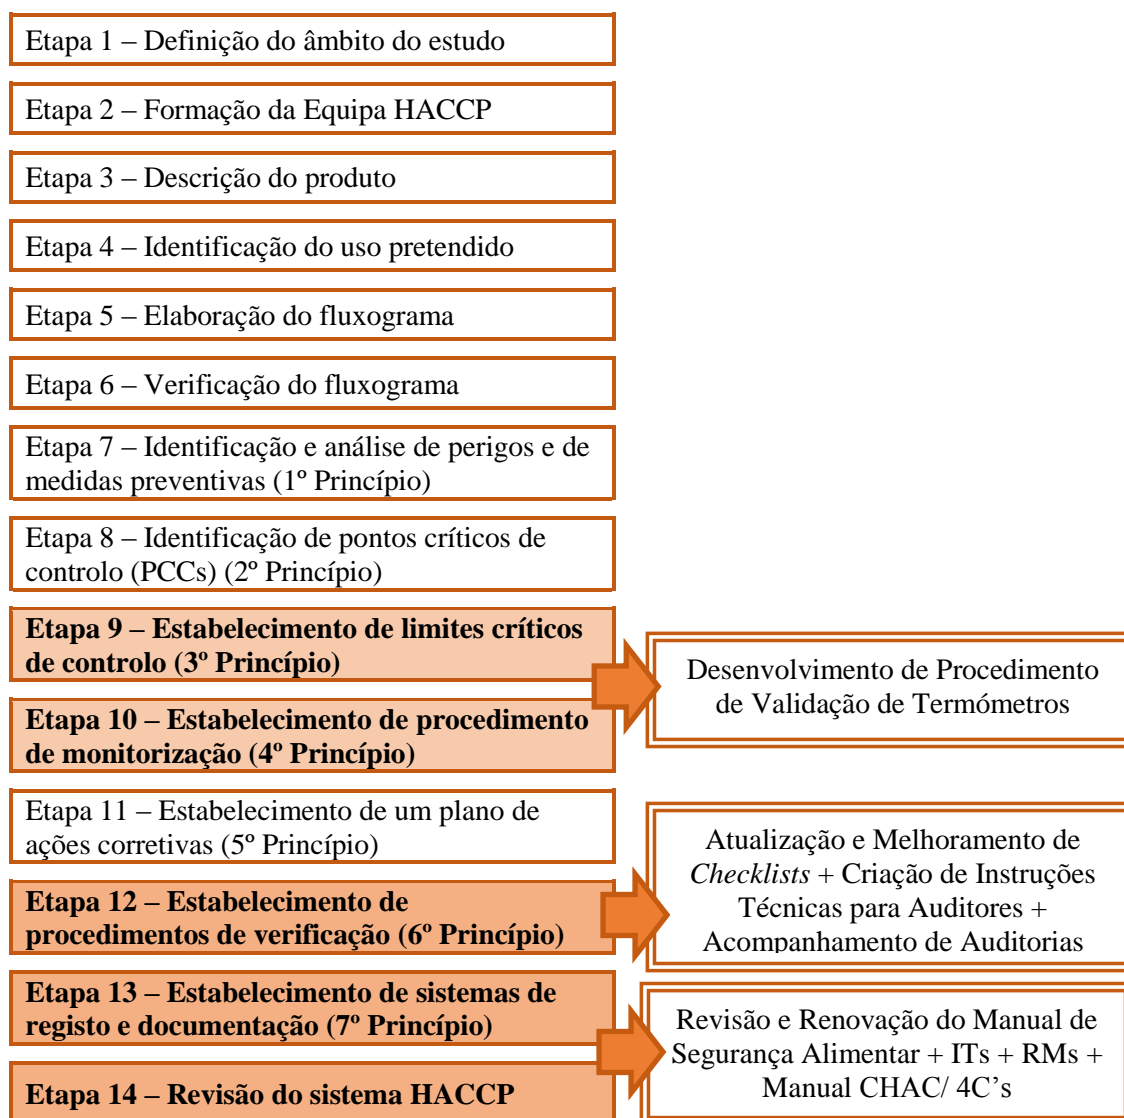 Etapa 1 – Definição do âmbito do estudo
Etapa 2 – Formação da Equipa HACCP
Etapa 3 – Descrição do produto
Etapa 4 – Identificação do uso pretendido
Etapa 5 – Elaboração do fluxograma
Etapa 6 – Verificação do fluxograma
Etapa 7 – Identificação e análise de perigos e de
medidas preventivas (1º Princípio)
Etapa 8 – Identificação de pontos críticos de
controlo (PCCs) (2º Princípio)
Etapa 9 – Estabelecimento de limites críticos
de controlo (3º Princípio)
Etapa 10 – Estabelecimento de procedimento
de monitorização (4º Princípio)
Desenvolvimento de Procedimento
de Validação de Termómetros
Etapa 11 – Estabelecimento de um plano de
ações corretivas (5º Princípio)
Etapa 12 – Estabelecimento de
procedimentos de verificação (6º Princípio)
Atualização e Melhoramento de
Checklists + Criação de Instruções
Técnicas para Auditores +
Acompanhamento de Auditorias
Etapa 13 – Estabelecimento de sistemas de
registo e documentação (7º Princípio)
Etapa 14 – Revisão do sistema HACCP
Revisão e Renovação do Manual de
Segurança Alimentar + ITs + RMs +
Manual CHAC/ 4C’s